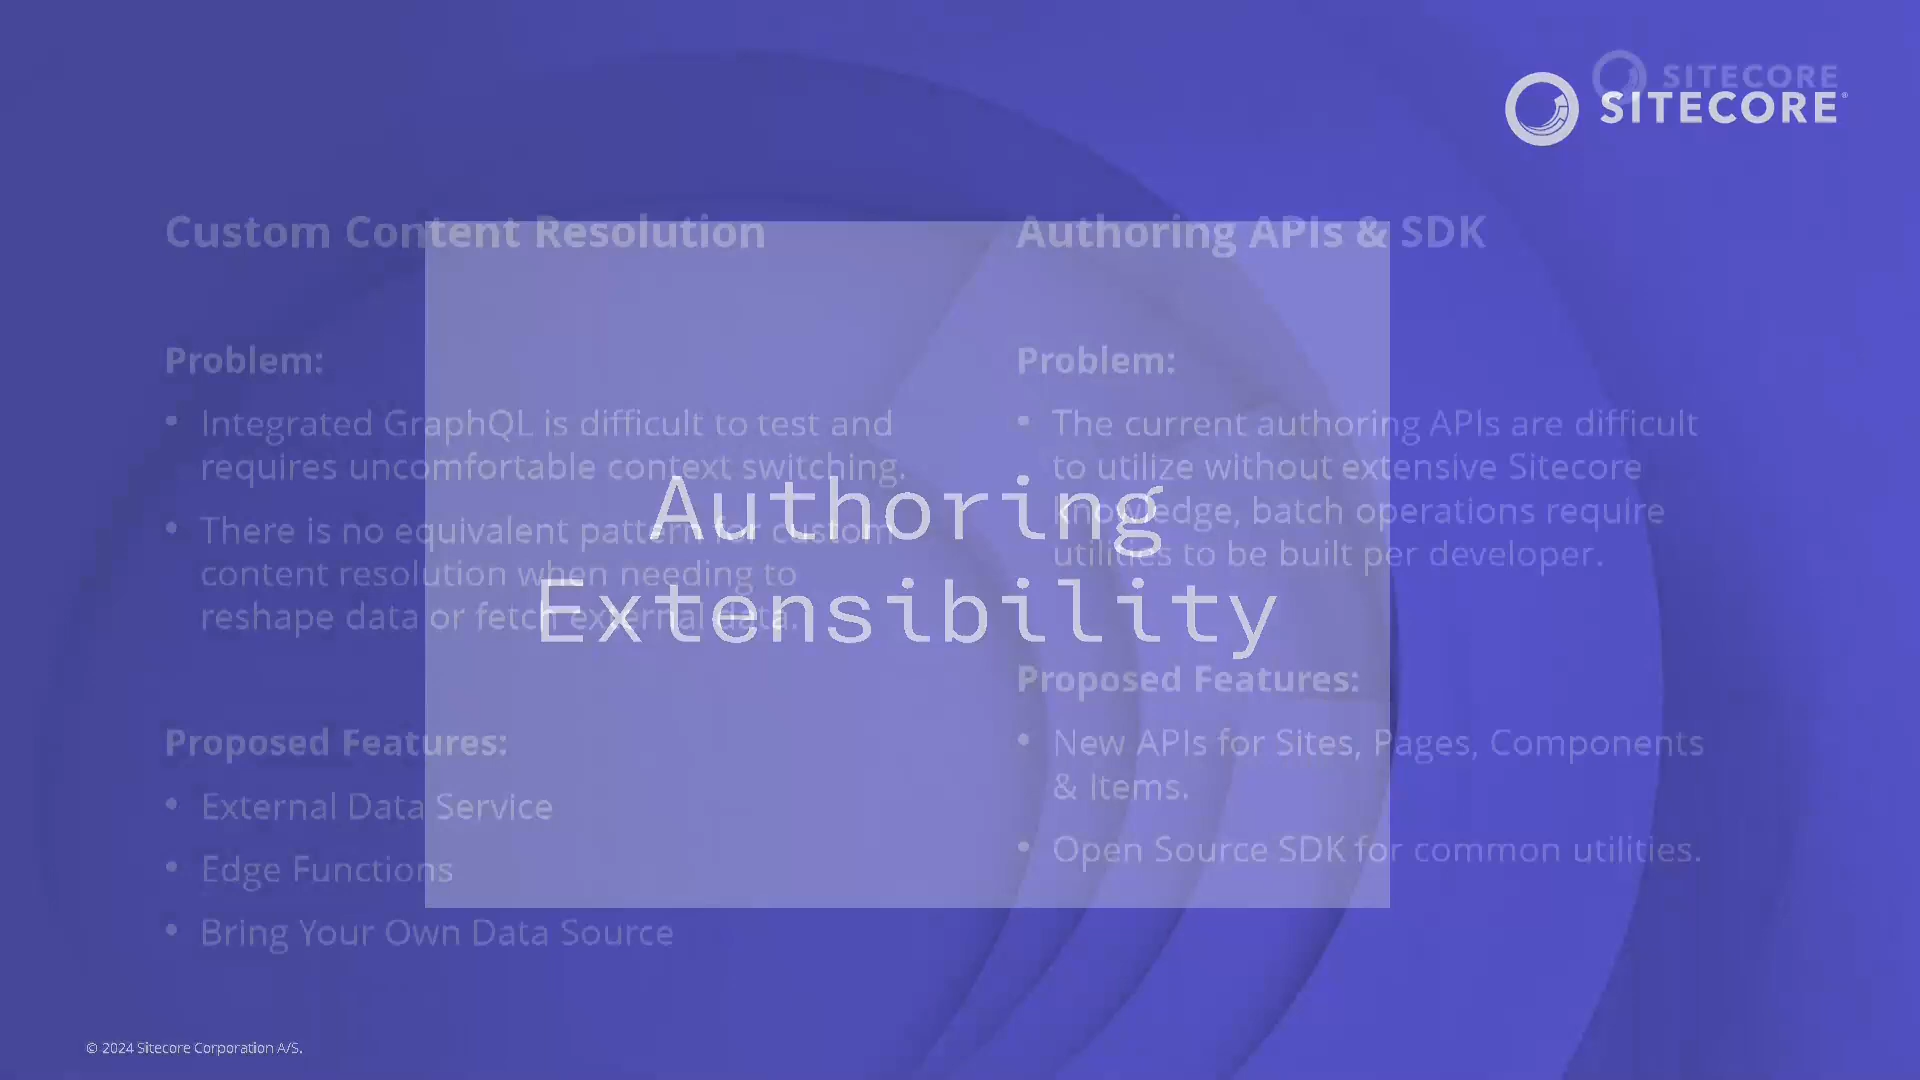 SITECORE
SITECORE®
Custom Content Resolution
Problem:
• Integrated GraphQL is difficult to test and
requires uncomfortable context switching.
• There is no equivalent pattern for custom
content resolution when needing to
reshape data or fetch external data.
Proposed Features:
• External Data Service
• Edge Functions
• Bring Your Own Data Source
Authoring APIs & SDK
Problem:
• The current authoring APIs are difficult
to utilize without extensive Sitecore
knowledge, batch operations require
utilities to be built per developer.
Proposed Features:
• New APIs for Sites, Pages, Components
& Items.
• Open Source SDK for common utilities.
Authoring
Extensibility
© 2024 Sitecore Corporation A/S.